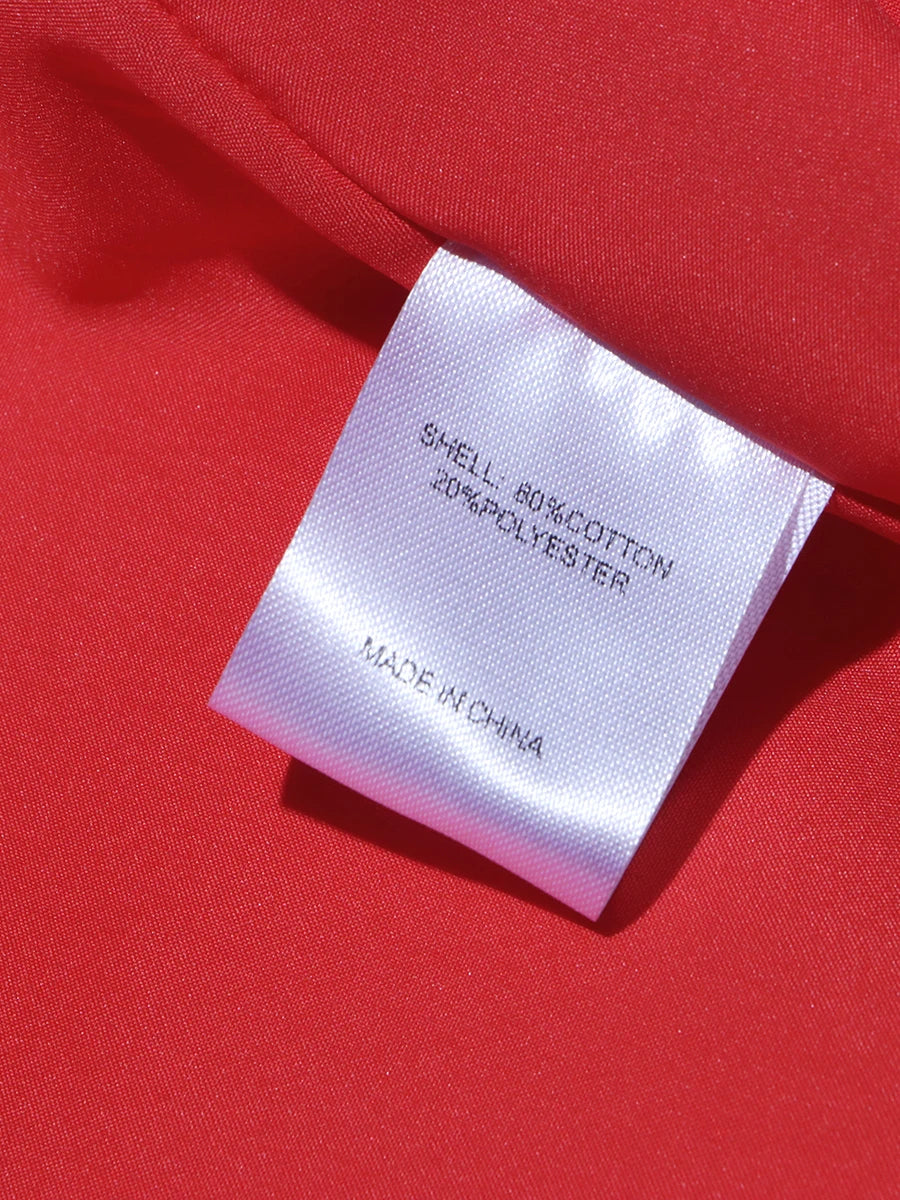 SHELL: 80%COTTON
20%POLYESTER
MADE IN CHINA